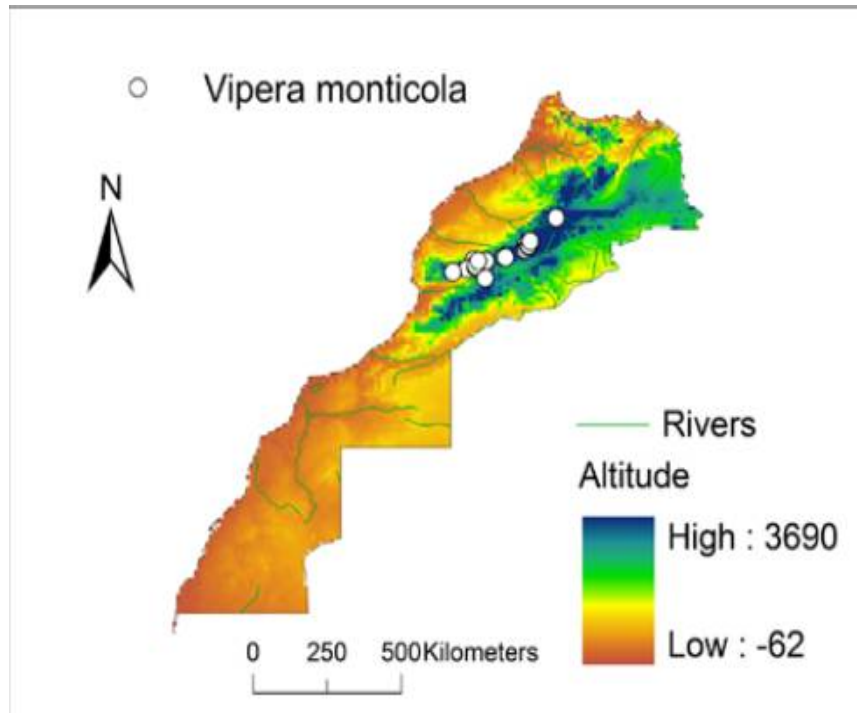 Vipera monticola
N
Rivers
Altitude
High : 3690
Low : -62
0 250 500Kilometers